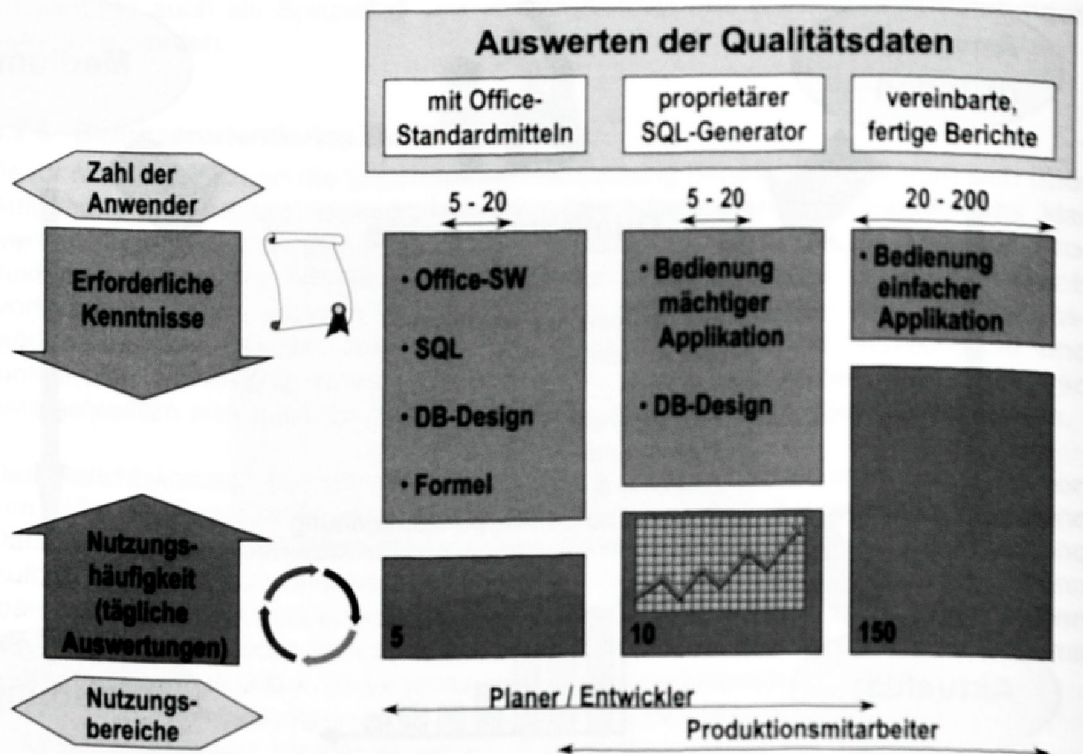 Auswerten der Qualitätsdaten
mit Office-
Standardmitteln
proprietärer
SQL-Generator
vereinbarte,
fertige Berichte
Zahl der
Anwender
5 - 20
5 - 20
20 - 200
Erforderliche
Kenntnisse
• Office-SW
• SQL
• DB-Design
• Formel
• Bedienung
mächtiger
Applikation
• DB-Design
• Bedienung
einfacher
Applikation
Nutzungs-
häufigkeit
(tägliche
Auswertungen)
5
10
150
Nutzungs-
bereiche
Planer / Entwickler
Produktionsmitarbeiter